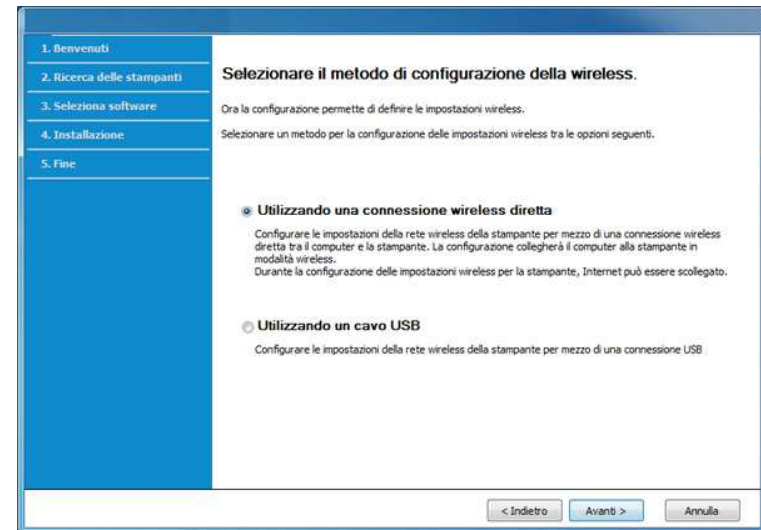 1. Benvenuti
2. Ricerca delle stampanti
3. Seleziona software
4. Installazione
5. Fine
Selezionare il metodo di configurazione della wireless.
Ora la configurazione permette di definire le impostazioni wireless.
Selezionare un metodo per la configurazione delle impostazioni wireless tra le opzioni seguenti.
Utilizzando una connessione wireless diretta
Configurare le impostazioni della rete wireless della stampante per mezzo di una connessione wireless
diretta tra il computer e la stampante. La configurazione collegherà il computer alla stampante in
modalità wireless.
Durante la configurazione delle impostazioni wireless per la stampante, Internet può essere scollegato.
Utilizzando un cavo USB
Configurare le impostazioni della rete wireless della stampante per mezzo di una connessione USB
< Indietro
Avanti >
Annulla